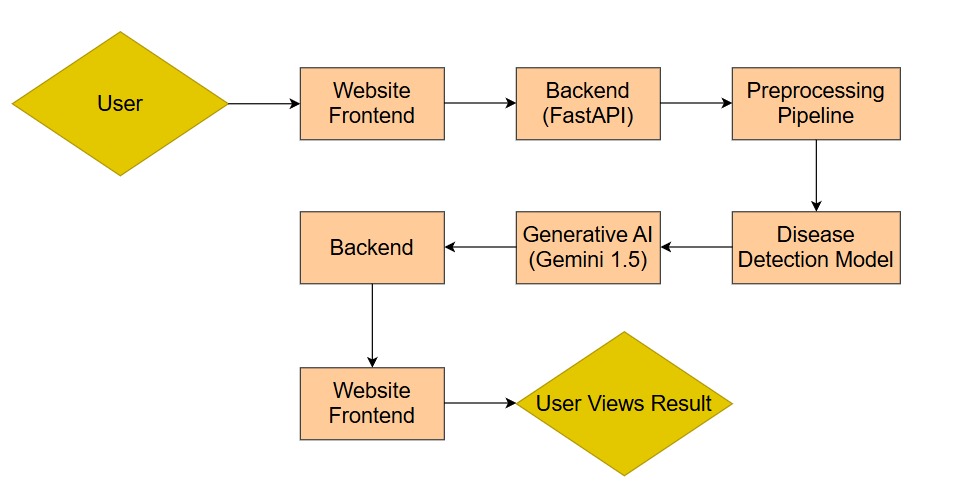 User
Website
Frontend
Backend
(FastAPI)
Preprocessing
Pipeline
Disease
Detection Model
Generative AI
(Gemini 1.5)
Backend
Website
Frontend
User Views Result